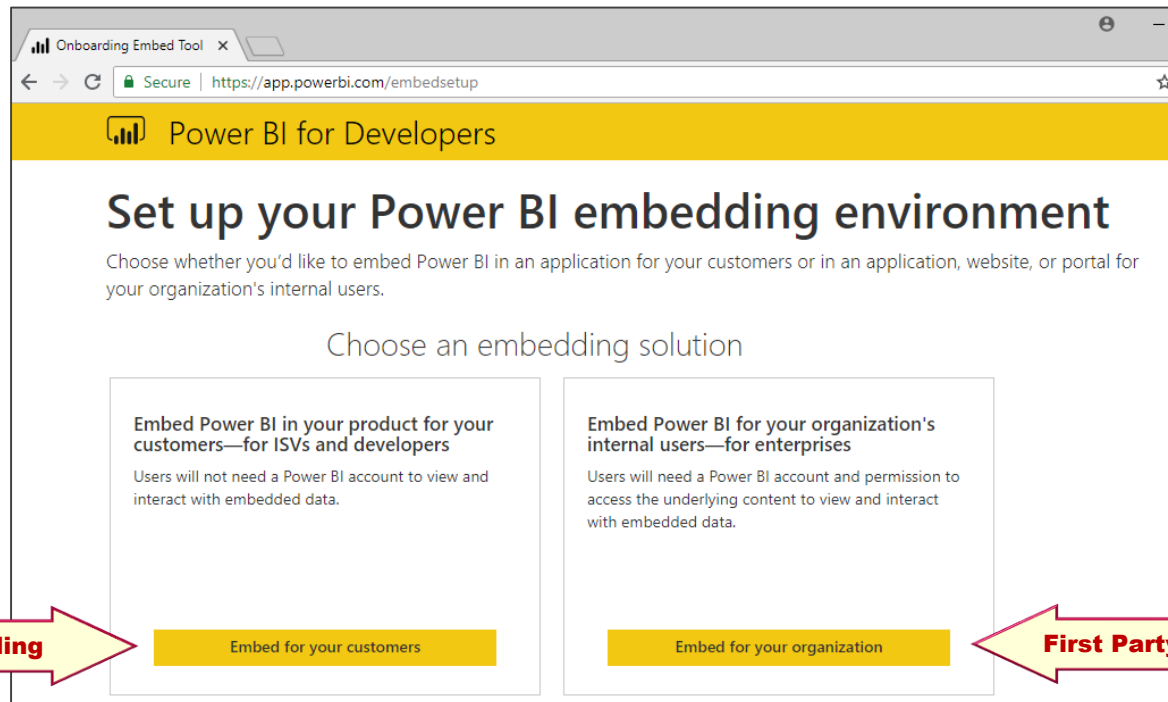 Onboarding Embed Tool
Secure | https://app.powerbi.com/embedsetup
Power BI for Developers
Set up your Power BI embedding environment
Choose whether you'd like to embed Power BI in an application for your customers or in an application, website, or portal for
your organization's internal users.
Choose an embedding solution
Embed Power BI in your product for your
customers—for ISVs and developers
Users will not need a Power BI account to view and
interact with embedded data.
Embed for your customers
Embed Power BI for your organization's
internal users—for enterprises
Users will need a Power BI account and permission to
access the underlying content to view and interact
with embedded data.
Embed for your organization
First